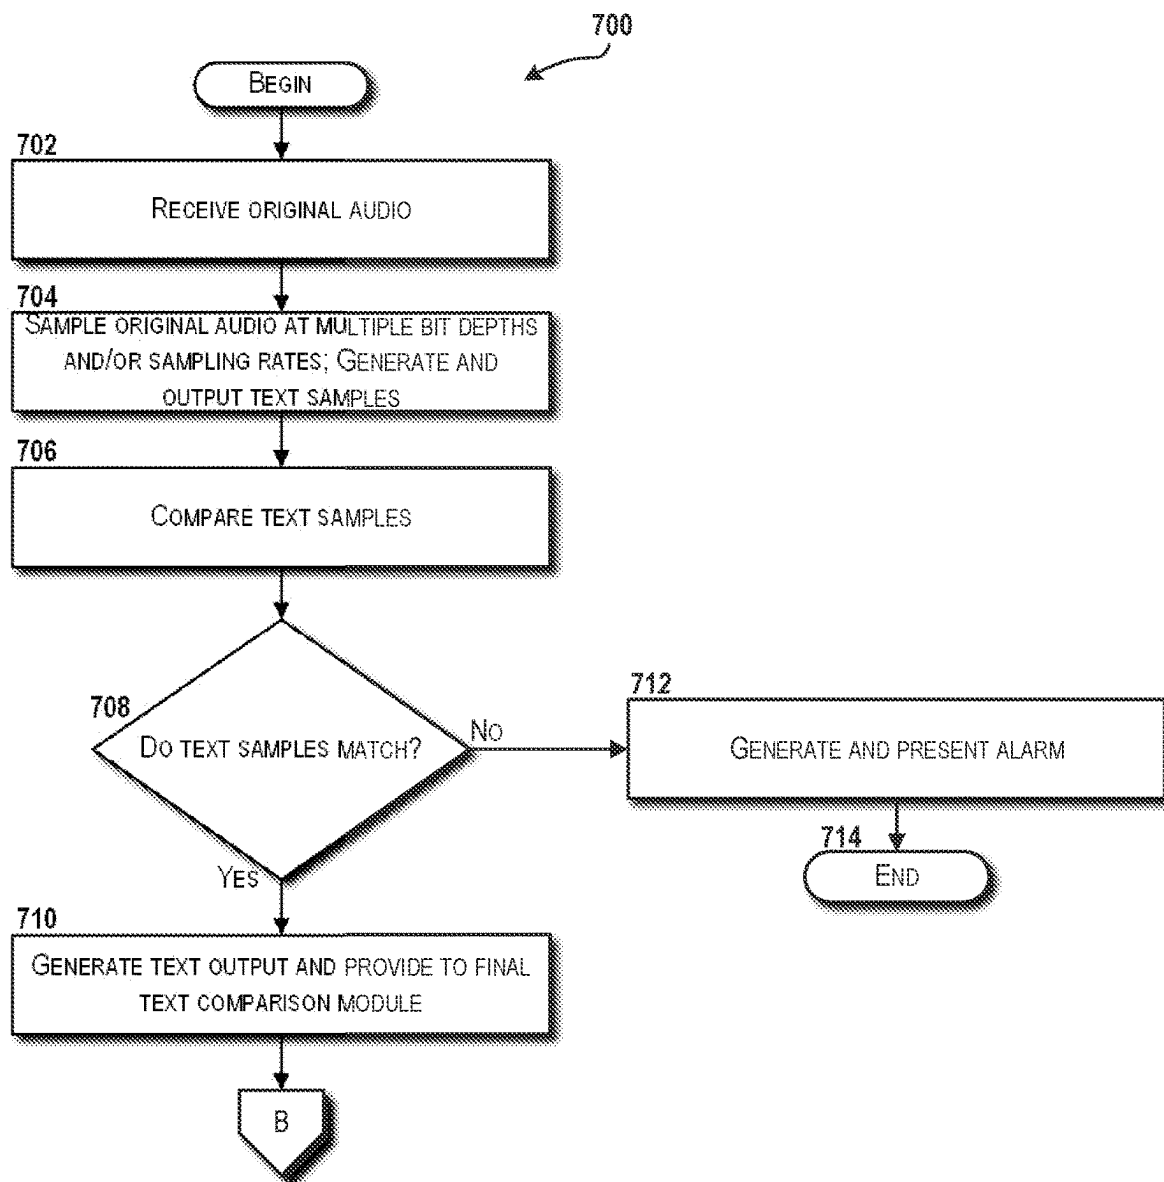 700
BEGIN
702
RECEIVE ORIGINAL AUDIO
704
SAMPLE ORIGINAL AUDIO AT MULTIPLE BIT DEPTHS
AND/OR SAMPLING RATES; GENERATE AND
OUTPUT TEXT SAMPLES
706
COMPARE TEXT SAMPLES
708
DO TEXT SAMPLES MATCH?
NO
712
GENERATE AND PRESENT ALARM
714
END
YES
710
GENERATE TEXT OUTPUT AND PROVIDE TO FINAL
TEXT COMPARISON MODULE
B